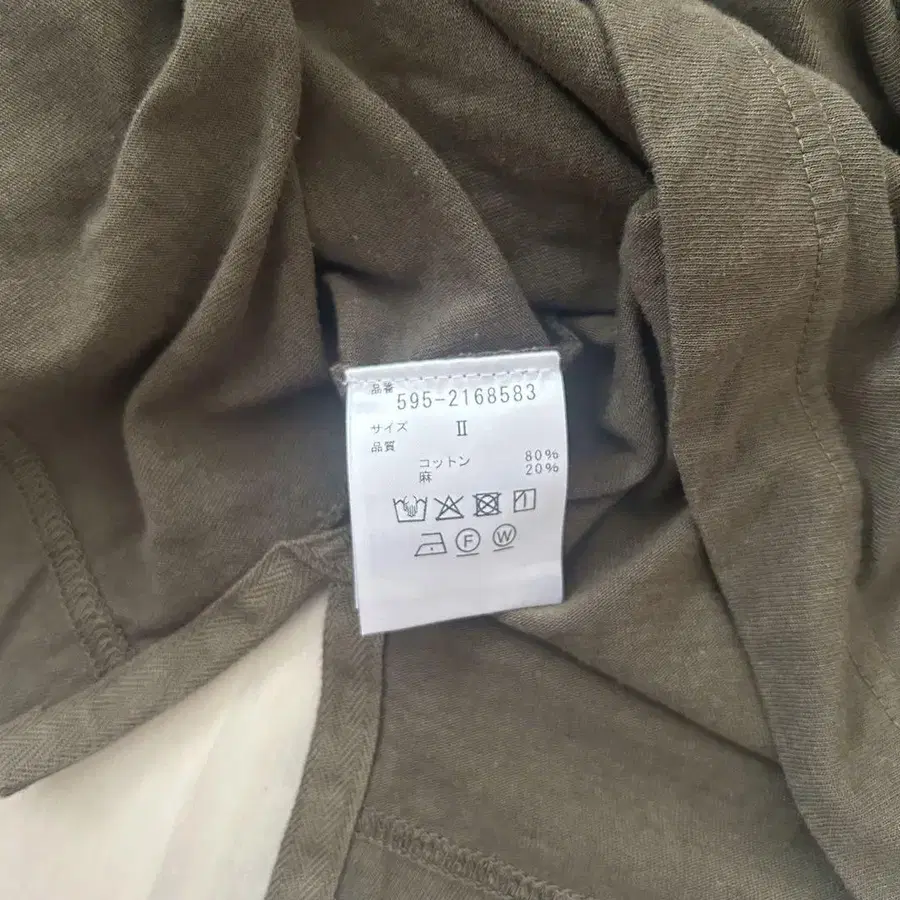 品番
595-2168583
サイズ Ⅱ
品質
コットン 80%
麻 20%
F W